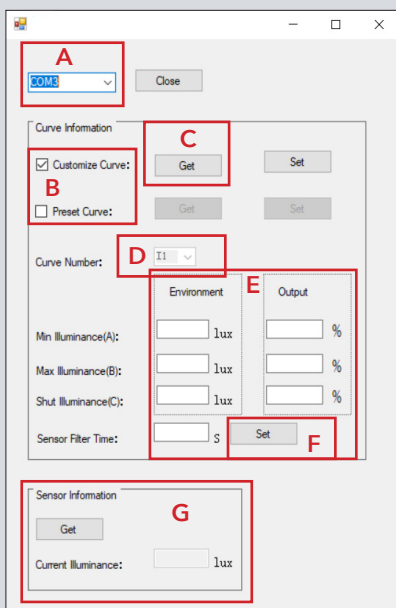 A
COM3
Close
Curve Information
C
Customize Curve:
Get
Set
B
Preset Curve:
Get
Set
D
Curve Number:
I1
E
Environment
Output
Min Illuminance(A):
lux
%
Max Illuminance(B):
lux
%
Shut Illuminance(C):
lux
%
Sensor Filter Time:
S
Set
F
Sensor Information
G
Get
Current Illuminance:
lux